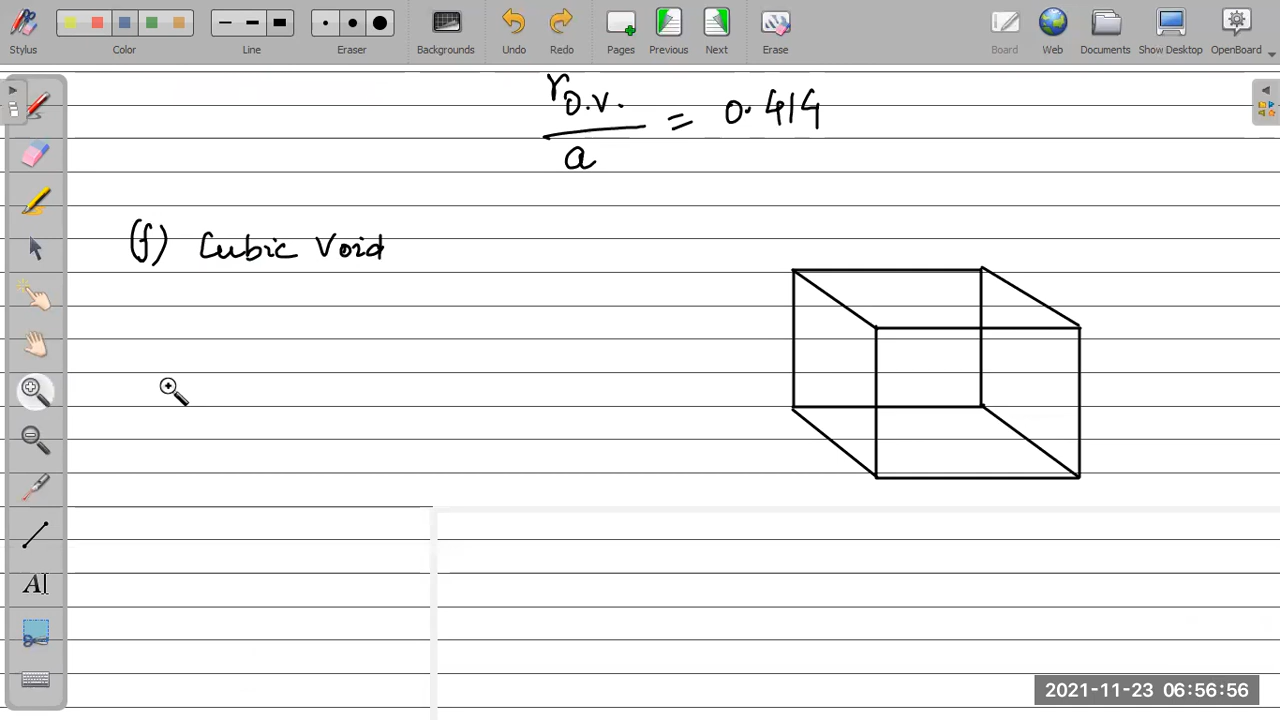 Stylus Color Line Eraser Backgrounds Undo Redo Pages Previous Next Erase Board Web Documents Show Desktop OpenBoard
r_{O.V.} / a = 0.414
(f) Cubic Void
A
2021-11-23 06:56:56